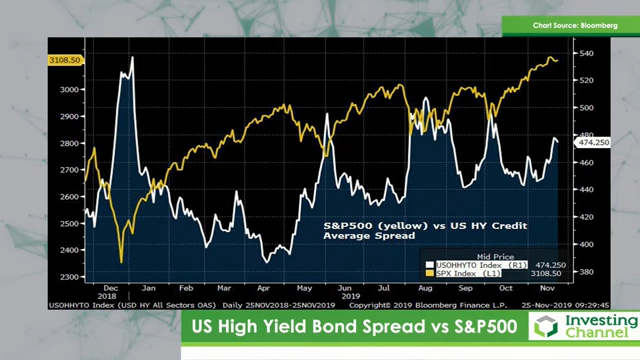 Chart Source: Bloomberg
3108.50
3000
2900
2800
2700
2600
2500
2400
2300
540
520
500
480
474.250
460
440
420
400
380
S&P500 (yellow) vs US HY Credit
Average Spread
Mid Price
USOHHYTO Index (R1) 474.250
SPX Index (L1) 3108.50
Dec Jan Feb Mar Apr May Jun Jul Aug Sep Oct Nov
2018 2019
USOHHYTO Index (USD HY All Sectors OAS) Daily 25NOV2018-25NOV2019 Copyright© 2019 Bloomberg Finance L.P. 25-Nov-2019 09:29:45
US High Yield Bond Spread vs S&P500
Investing
Channel